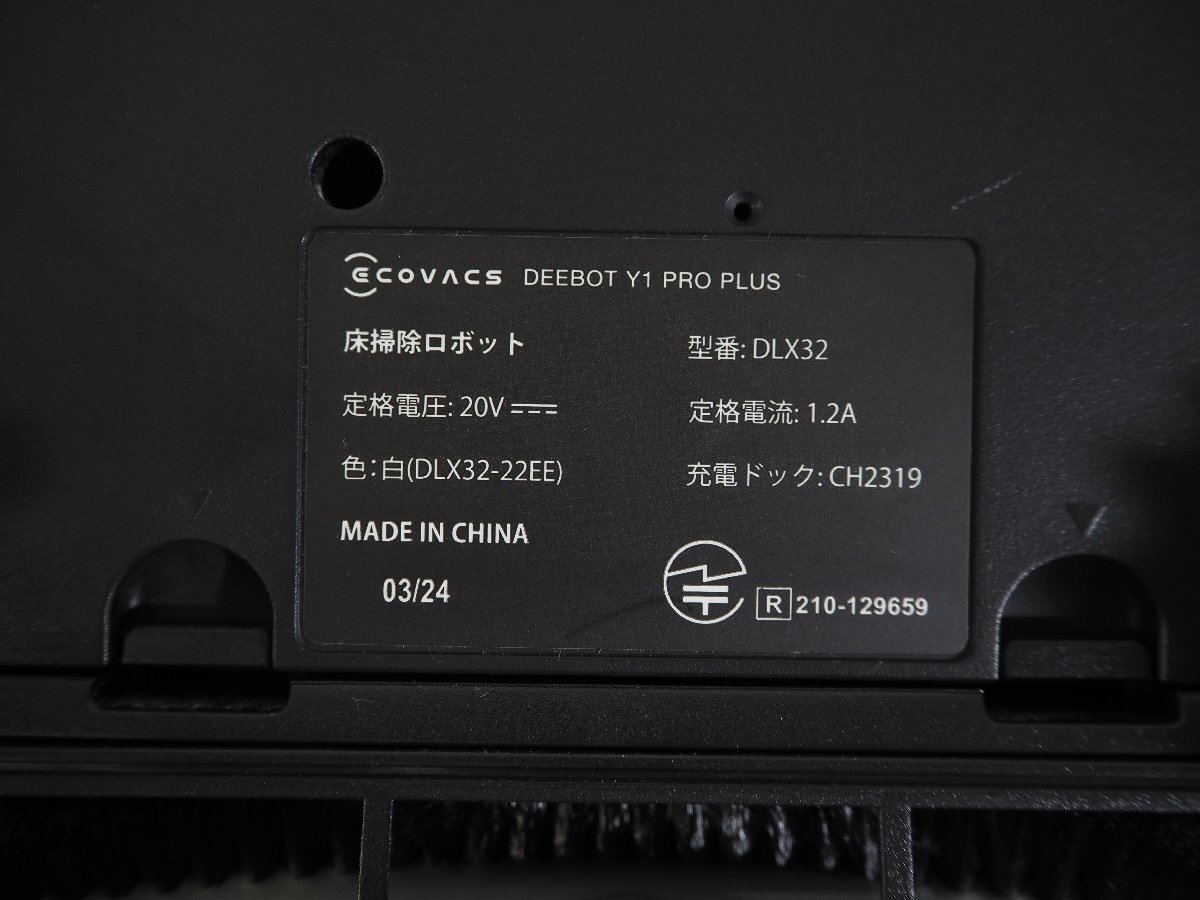 ECOVACS DEEBOT Y1 PRO PLUS
床掃除ロボット 型番: DLX32
定格電圧: 20V 定格電流: 1.2A
色:白(DLX32-22EE) 充電ドック: CH2319
MADE IN CHINA
03/24
R 210-129659